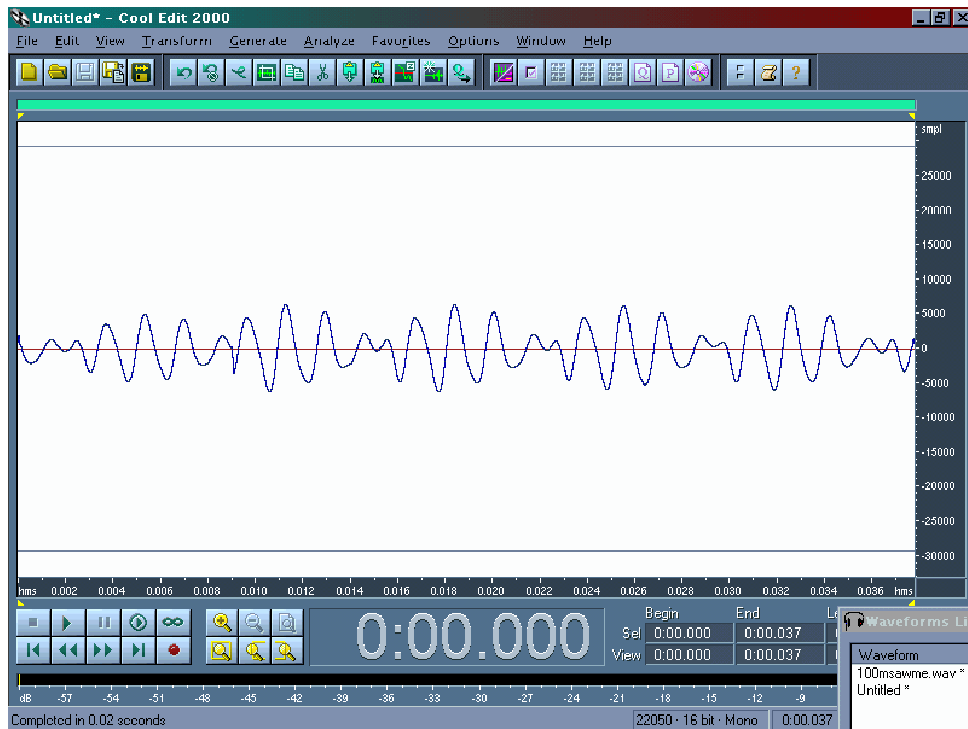 Untitled* - Cool Edit 2000
File Edit View Transform Generate Analyze Favorites Options Window Help
Q P
F ?
smpl
25000
20000
15000
10000
5000
0
-5000
-10000
-15000
-20000
-25000
-30000
hms 0.002 0.004 0.006 0.008 0.010 0.012 0.014 0.016 0.018 0.020 0.022 0.024 0.026 0.028 0.030 0.032 0.034 0.036 hms
0:00.000
Begin End
Sel 0:00.000 0:00.037
View 0:00.000 0:00.037
Waveforms Li
Waveform
100msawme.wav *
Untitled *
dB -57 -54 -51 -48 -45 -42 -39 -36 -33 -30 -27 -24 -21 -18 -15 -12 -9
Completed in 0.02 seconds
22050 · 16 bit · Mono 0:00.037